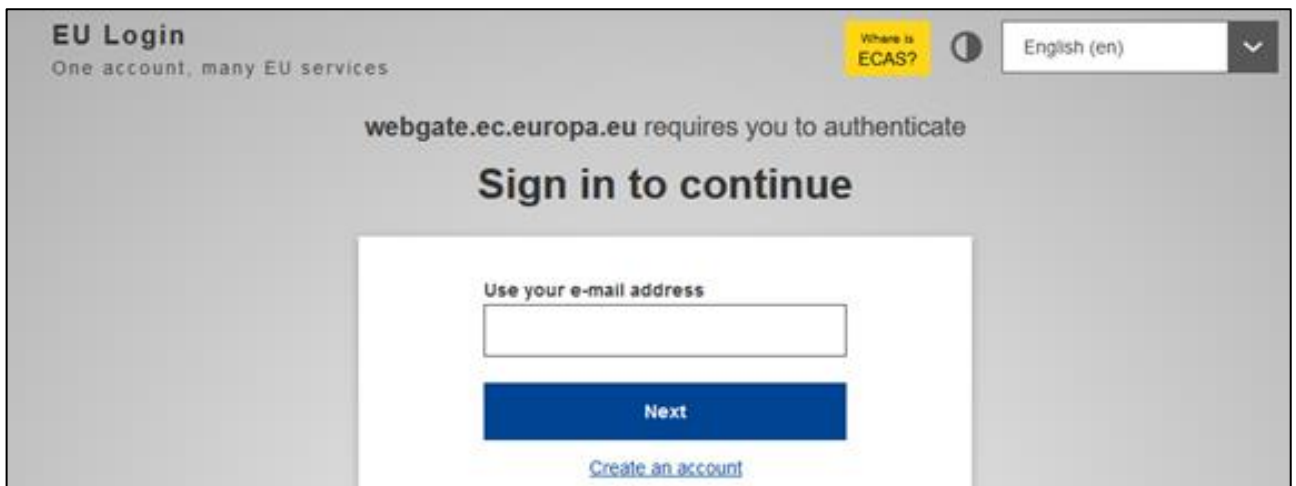 EU Login
One account, many EU services
Where is
ECAS?
English (en)
webgate.ec.europa.eu requires you to authenticate
Sign in to continue
Use your e-mail address
Next
Create an account